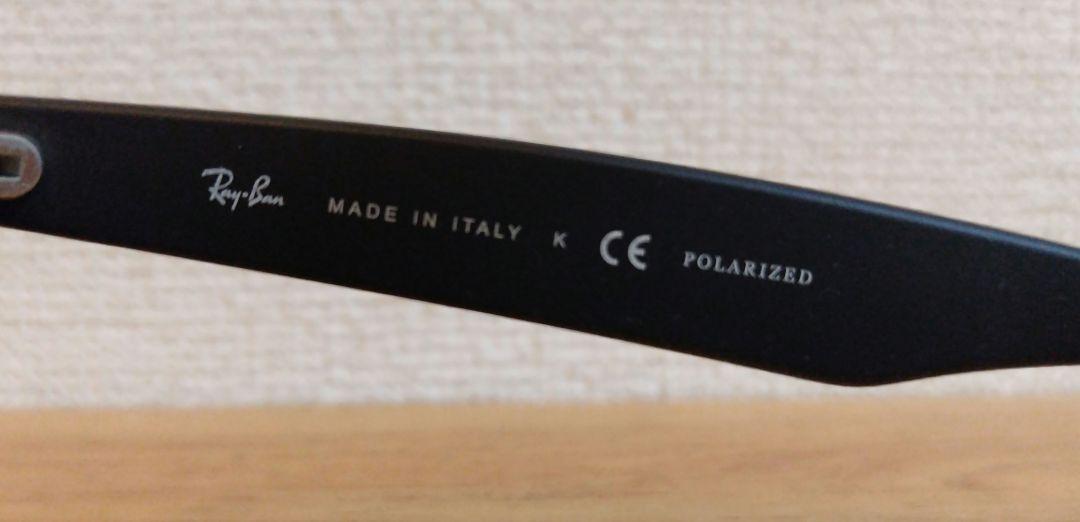 Ray-Ban MADE IN ITALY K CE POLARIZED